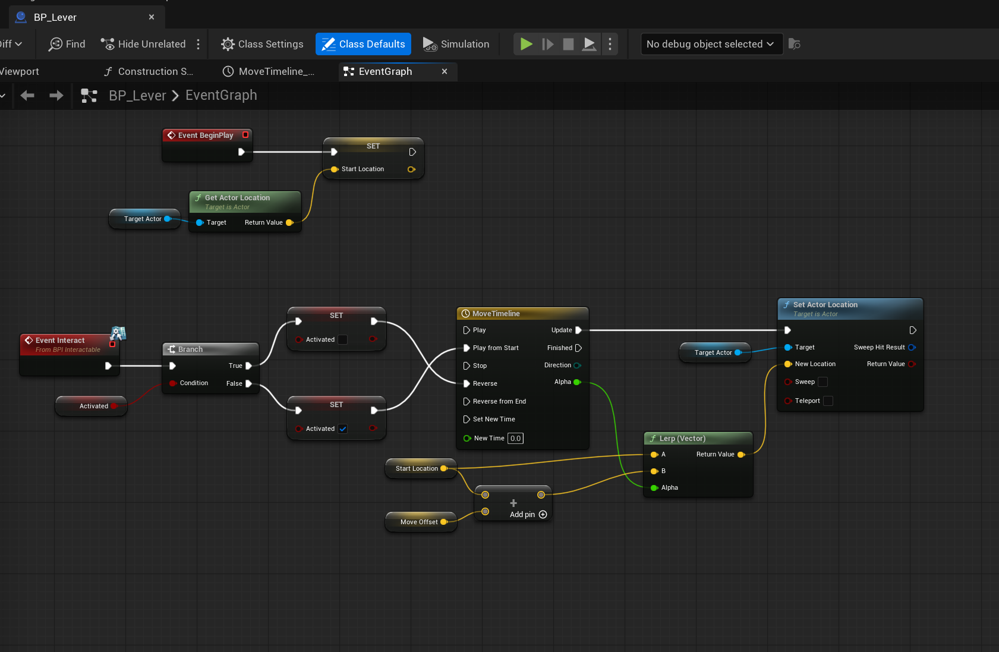 BP_Lever
Diff
Find
Hide Unrelated
Class Settings
Class Defaults
Simulation
No debug object selected
Viewport
Construction S...
MoveTimeline_...
EventGraph
BP_Lever > EventGraph
Event BeginPlay
SET
Start Location
Get Actor Location
Target is Actor
Target Actor
Target
Return Value
Event Interact
From BPI Interactable
Branch
True
Condition
False
Activated
SET
Activated
SET
Activated
MoveTimeline
Play
Update
Play from Start
Finished
Stop
Direction
Reverse
Alpha
Reverse from End
Set New Time
New Time 0.0
Start Location
Move Offset
+
Add pin
Lerp (Vector)
A
Return Value
B
Alpha
Target Actor
Set Actor Location
Target is Actor
Target
Sweep Hit Result
New Location
Return Value
Sweep
Teleport